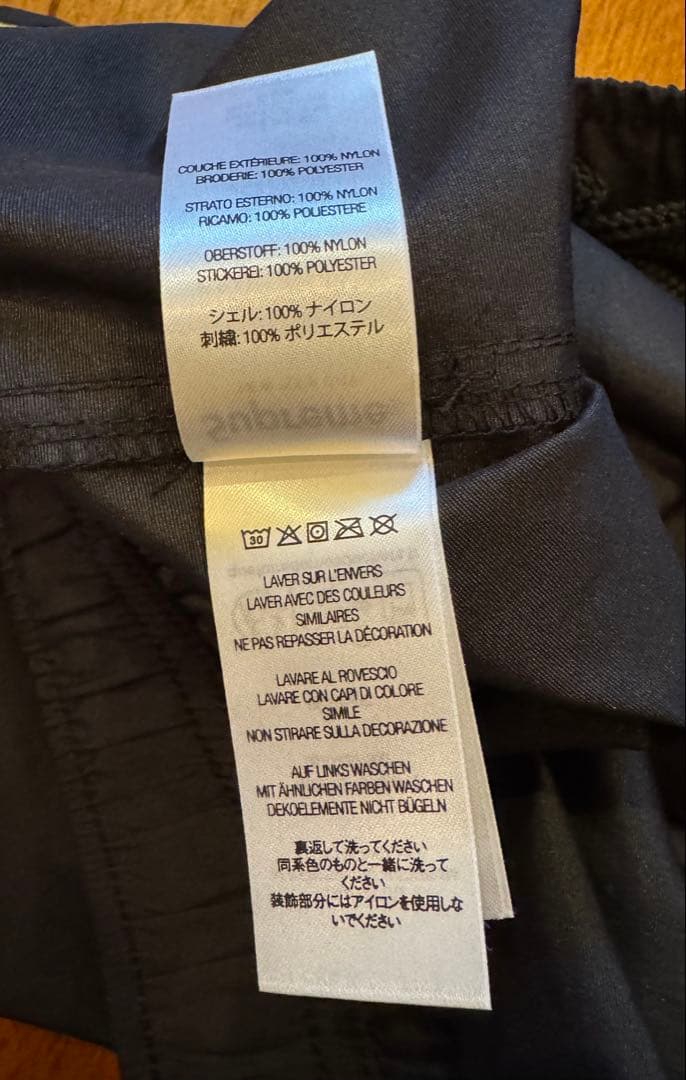 COUCHE EXTÉRIEURE: 100% NYLON
BRODERIE: 100% POLYESTER
STRATO ESTERNO: 100% NYLON
RICAMO: 100% POLIESTERE
OBERSTOFF: 100% NYLON
STICKEREI: 100% POLYESTER
シェル: 100% ナイロン
刺繍: 100% ポリエステル
Supreme
30
LAVER SUR L'ENVERS
LAVER AVEC DES COULEURS
SIMILAIRES
NE PAS REPASSER LA DÉCORATION
LAVARE AL ROVESCIO
LAVARE CON CAPI DI COLORE
SIMILE
NON STIRARE SULLA DECORAZIONE
AUF LINKS WASCHEN
MIT ÄHNLICHEN FARBEN WASCHEN
DEKOELEMENTE NICHT BÜGELN
裏返して洗ってください
同系色のものと一緒に洗って
ください
装飾部分にはアイロンを使用しな
いでください